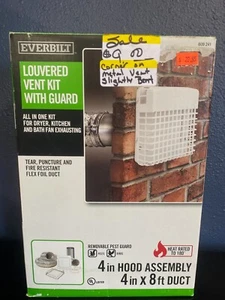 EVERBILT
LOUVERED
VENT KIT
WITH GUARD
ALL IN ONE KIT
FOR DRYER, KITCHEN
AND BATH FAN EXHAUSTING
Sale
corner on
metal vent
slightly Bent
TEAR, PUNCTURE AND
FIRE RESISTANT
FLEX FOIL DUCT
REMOVABLE PEST GUARD
HEAT RATED
TO 180°
4 in HOOD ASSEMBLY
4 in x 8 ft DUCT